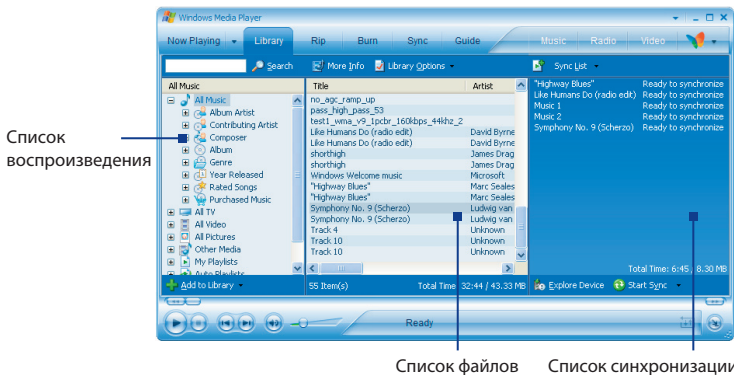 Windows Media Player
Now Playing Library Rip Burn Sync Guide Music Radio Video
Search More Info Library Options Sync List
All Music
All Music
Album Artist
Contributing Artist
Composer
Album
Genre
Year Released
Rated Songs
Purchased Music
All TV
All Video
All Pictures
Other Media
My Playlists
Auto Playlists
Add to Library
Title Artist
no_agc_ramp_up
pass_high_pass_53
test1_wma_v9_1pcbr_160kbps_44khz_2
Like Humans Do (radio edit) David Byrne
Like Humans Do (radio edit) David Byrne
shorthigh James Drag
shorthigh James Drag
Windows Welcome music Microsoft
"Highway Blues" Marc Seales
"Highway Blues" Marc Seales
Symphony No. 9 (Scherzo) Ludwig van
Symphony No. 9 (Scherzo) Ludwig van
Track 4 Unknown
Track 10 Unknown
Track 10 Unknown
55 Item(s) Total Time: 32:44 / 43.33 MB
"Highway Blues" Ready to synchronize
Like Humans Do (radio edit) Ready to synchronize
Music 1 Ready to synchronize
Music 2 Ready to synchronize
Symphony No. 9 (Scherzo) Ready to synchronize
Total Time: 6:45 / 8.30 MB
Explore Device Start Sync
Ready
Список
воспроизведения
Список файлов
Список синхронизации